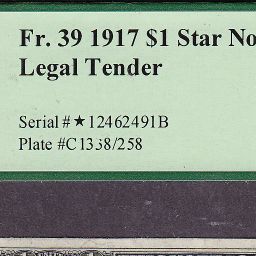 Fr. 39 1917 $1 Star No
Legal Tender
Serial # ★ 12462491B
Plate #C1338/258